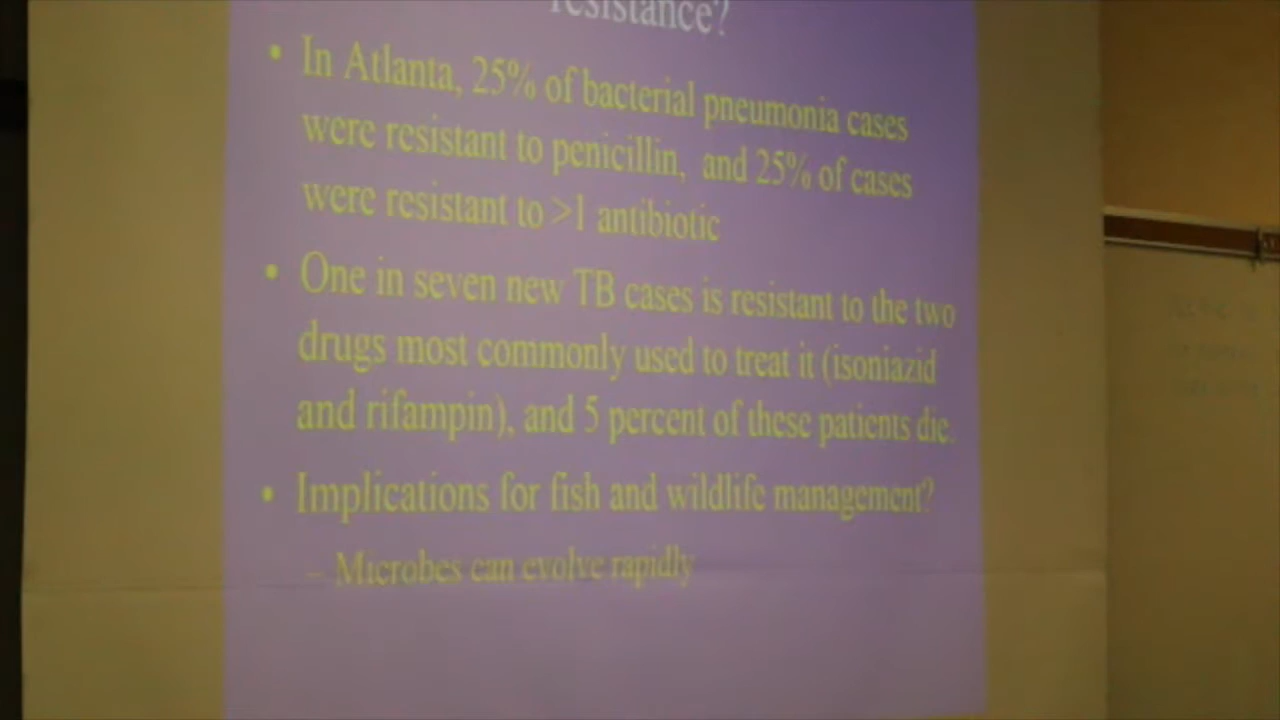 resistance?
• In Atlanta, 25% of bacterial pneumonia cases
were resistant to penicillin, and 25% of cases
were resistant to >1 antibiotic
• One in seven new TB cases is resistant to the two
drugs most commonly used to treat it (isoniazid
and rifampin), and 5 percent of these patients die.
• Implications for fish and wildlife management?
– Microbes can evolve rapidly